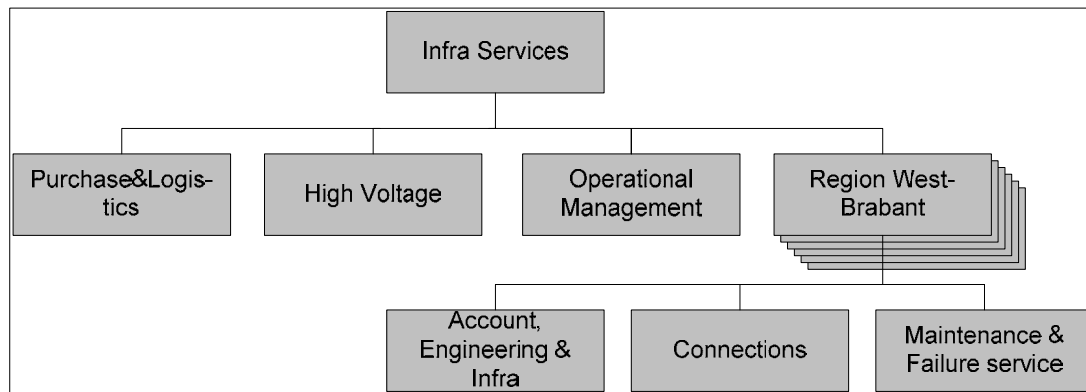 Infra Services
Purchase&Logis-
tics
High Voltage
Operational
Management
Region West-
Brabant
Account,
Engineering &
Infra
Connections
Maintenance &
Failure service